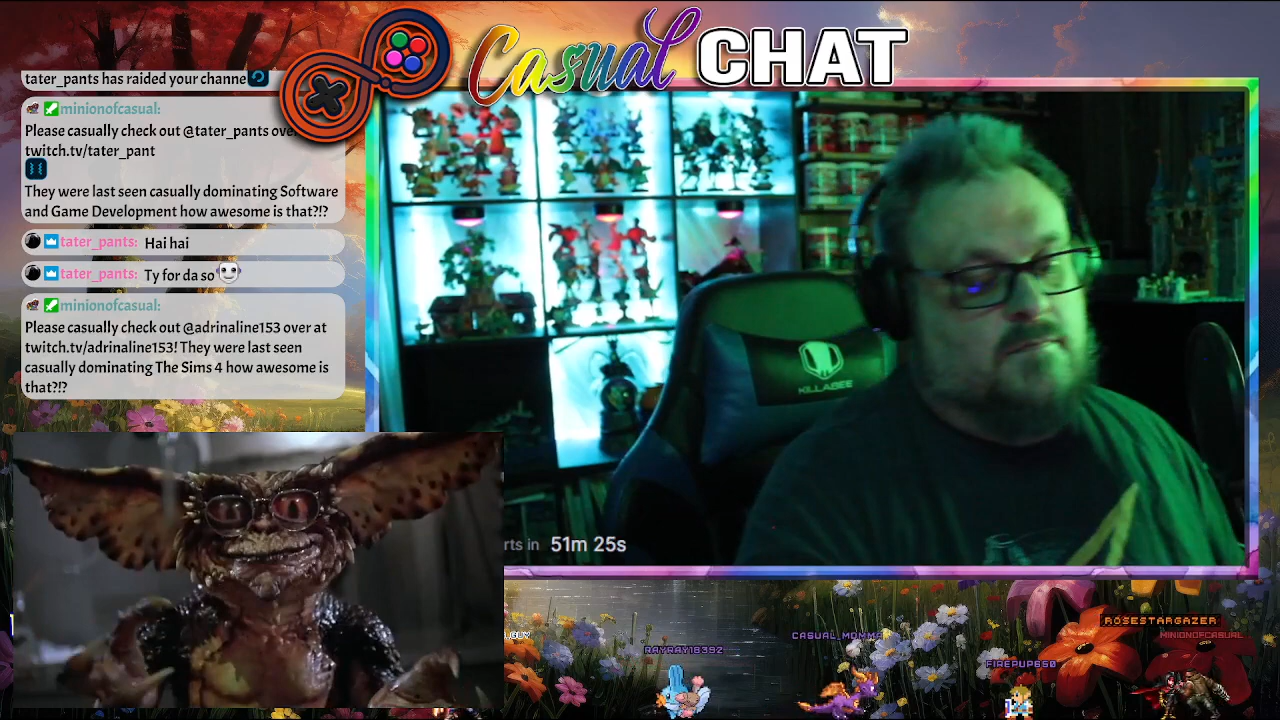 Casual CHAT
tater_pants has raided your channe
minionofcasual:
Please casually check out @tater_pants over
twitch.tv/tater_pant
They were last seen casually dominating Software
and Game Development how awesome is that?!?
tater_pants: Hai hai
tater_pants: Ty for da so
minionofcasual:
Please casually check out @adrinaline153 over at
twitch.tv/adrinaline153! They were last seen
casually dominating The Sims 4 how awesome is
that?!?
KILLABEE
rts in 51m 25s
GUY
RAYRAY18392
CASUAL_MOMMA
FIREPUP650
ROSESTARGAZER
MINIONOFCASUAL